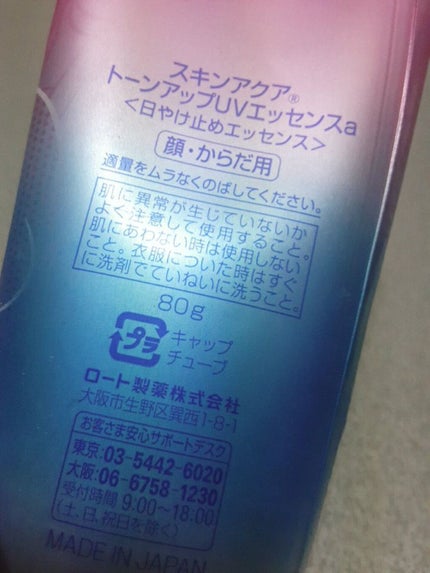 スキンアクア®
トーンアップUVエッセンスa
<日やけ止めエッセンス>
顔・からだ用
適量をムラなくのばしてください。
肌に異常が生じていないか
よく注意して使用すること。
肌にあわない時は使用しない
こと。衣服についた時はすぐ
に洗剤でていねいに洗うこと。
80g
プラ
キャップ
チューブ
ロート製薬株式会社
大阪市生野区巽西1-8-1
お客さま安心サポートデスク
東京:03-5442-6020
大阪:06-6758-1230
受付時間 9:00~18:00
(土、日、祝日を除く)
MADE IN JAPAN